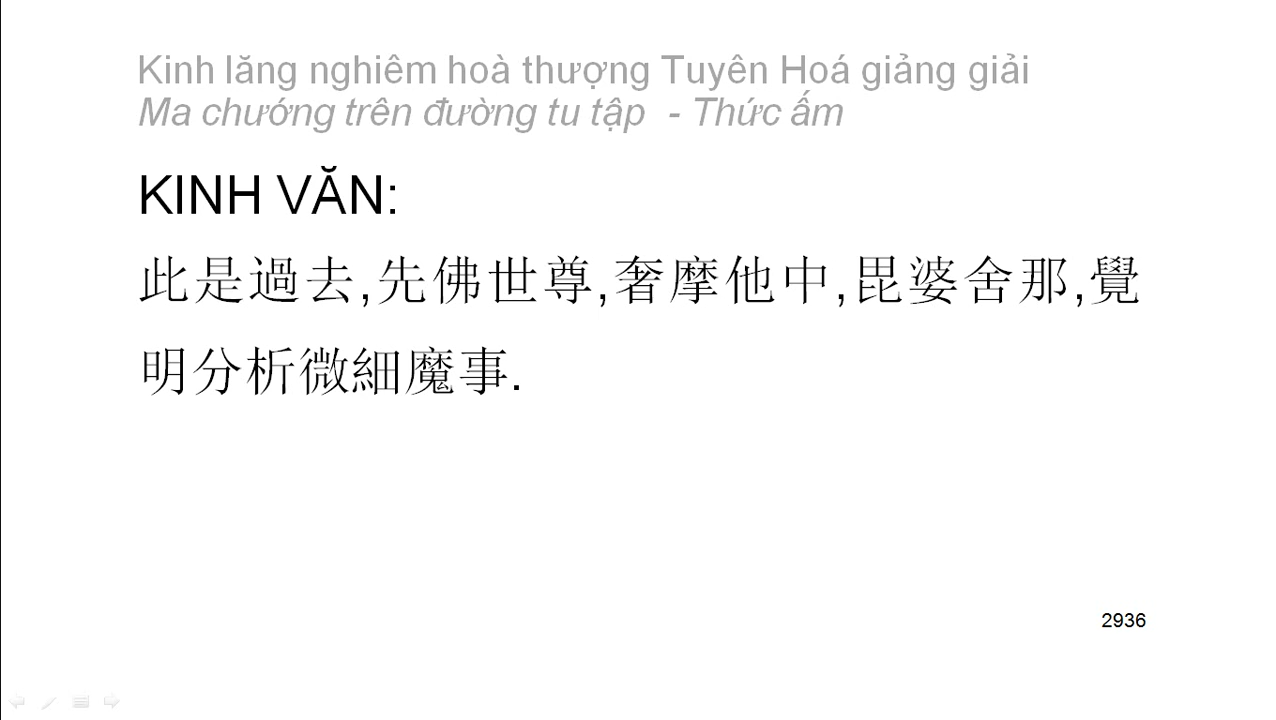 Kinh lăng nghiêm hoà thượng Tuyên Hoá giảng giải
Ma chướng trên đường tu tập - Thức ấm
KINH VĂN:
此是過去,先佛世尊,奢摩他中,毘婆舍那,覺
明分析微細魔事.
2936